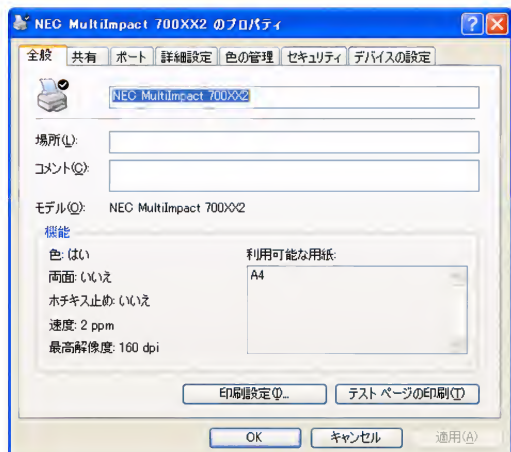 NEC MultiImpact 700XX2 のプロパティ
全般 共有 ポート 詳細設定 色の管理 セキュリティ デバイスの設定
NEC MultiImpact 700XX2
場所(L):
コメント(C):
モデル(O): NEC MultiImpact 700XX2
機能
色: はい 利用可能な用紙:
両面: いいえ A4
ホチキス止め: いいえ
速度: 2 ppm
最高解像度: 160 dpi
印刷設定(I)... テスト ページの印刷(T)
OK キャンセル 適用(A)